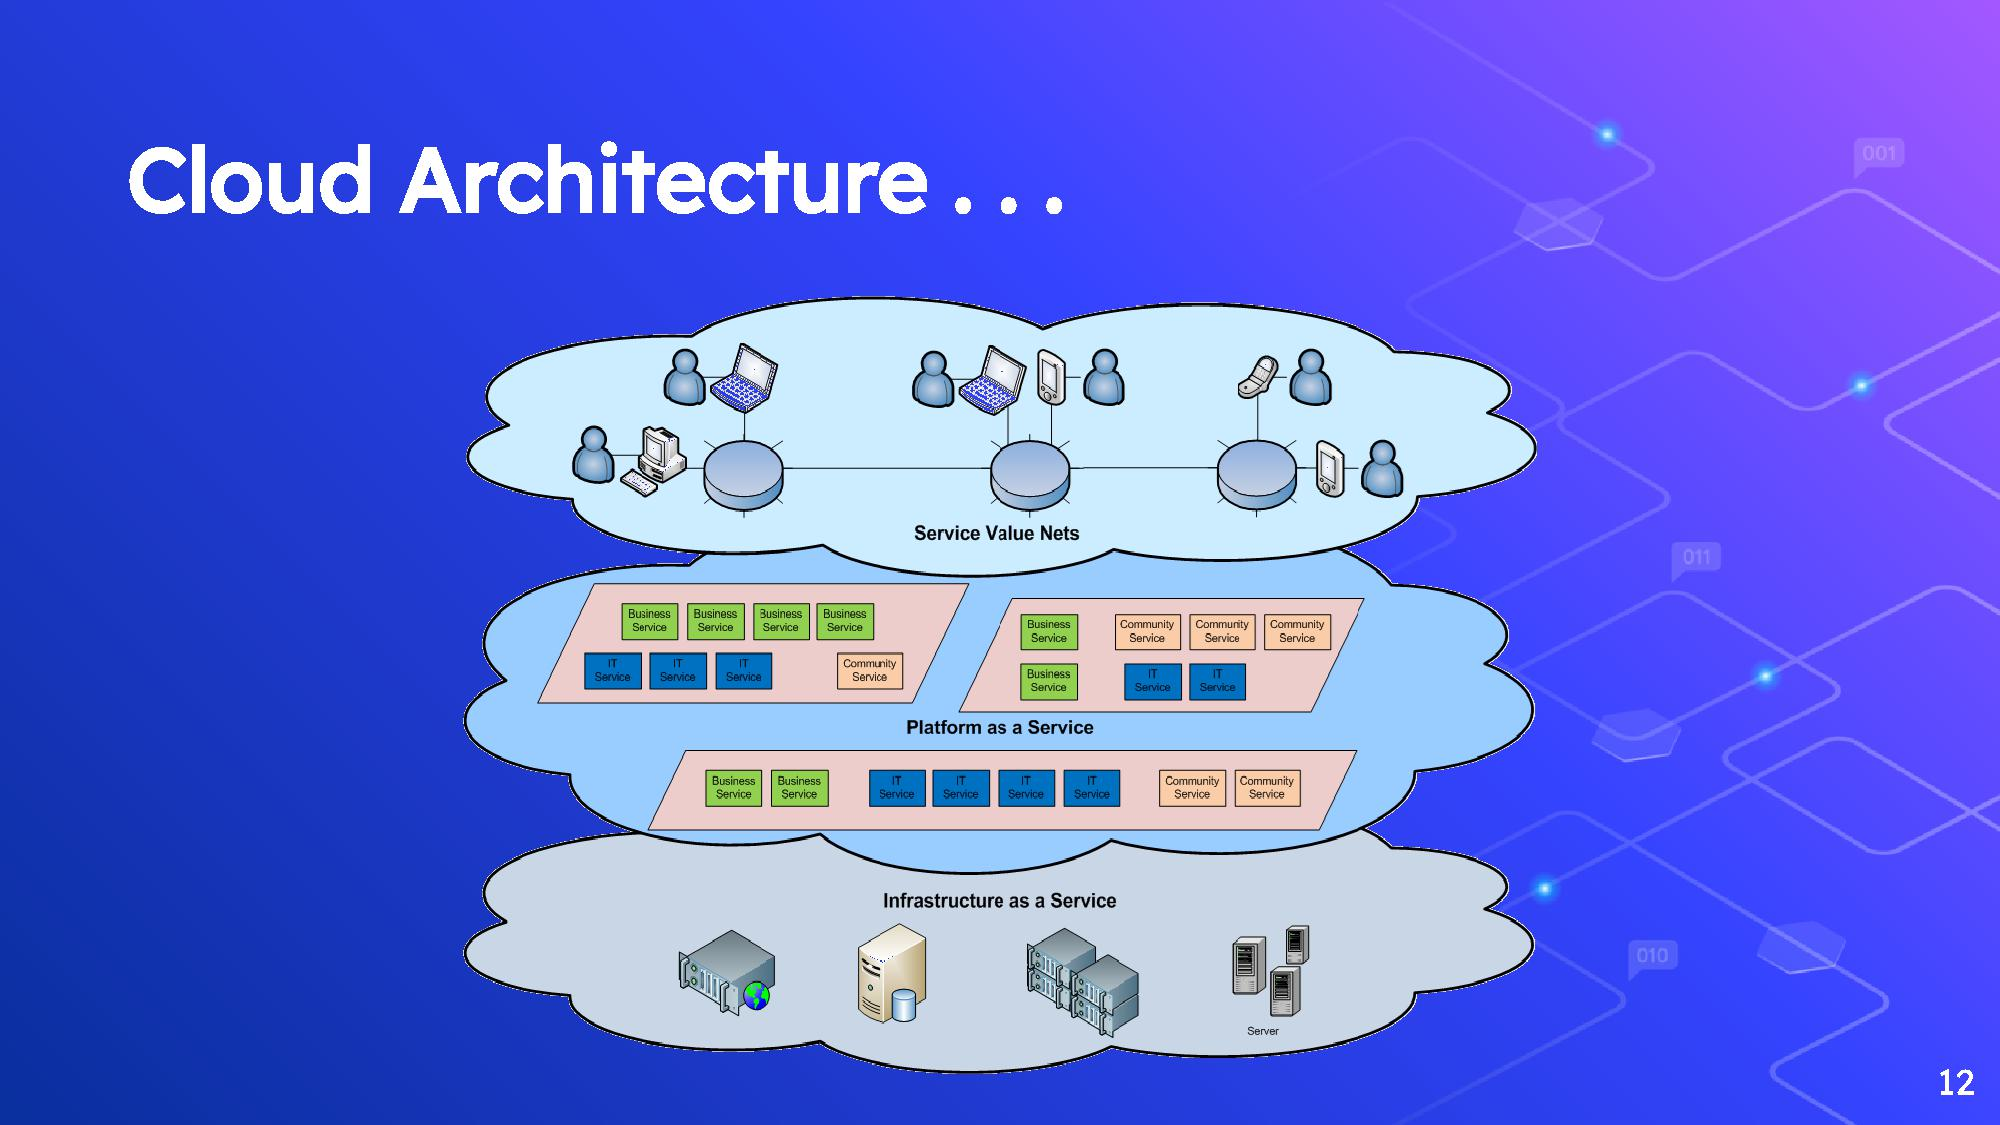 Cloud Architecture . . .
001
Service Value Nets
011
Business Service
Business Service
Business Service
Business Service
IT Service
IT Service
IT Service
Community Service
Business Service
Community Service
Community Service
Community Service
Business Service
IT Service
IT Service
Platform as a Service
Business Service
Business Service
IT Service
IT Service
IT Service
IT Service
Community Service
Community Service
Infrastructure as a Service
010
Server
12